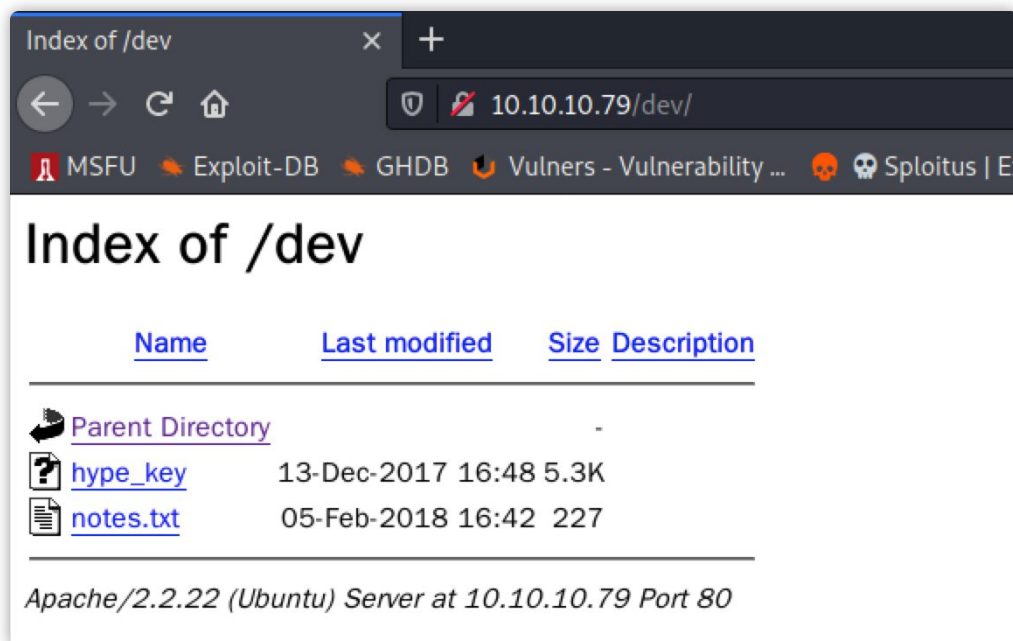 Index of /dev
10.10.10.79/dev/
MSFU Exploit-DB GHDB Vulners - Vulnerability ... Sploitus | E
Index of /dev
Name Last modified Size Description
Parent Directory -
hype_key 13-Dec-2017 16:48 5.3K
notes.txt 05-Feb-2018 16:42 227
Apache/2.2.22 (Ubuntu) Server at 10.10.10.79 Port 80